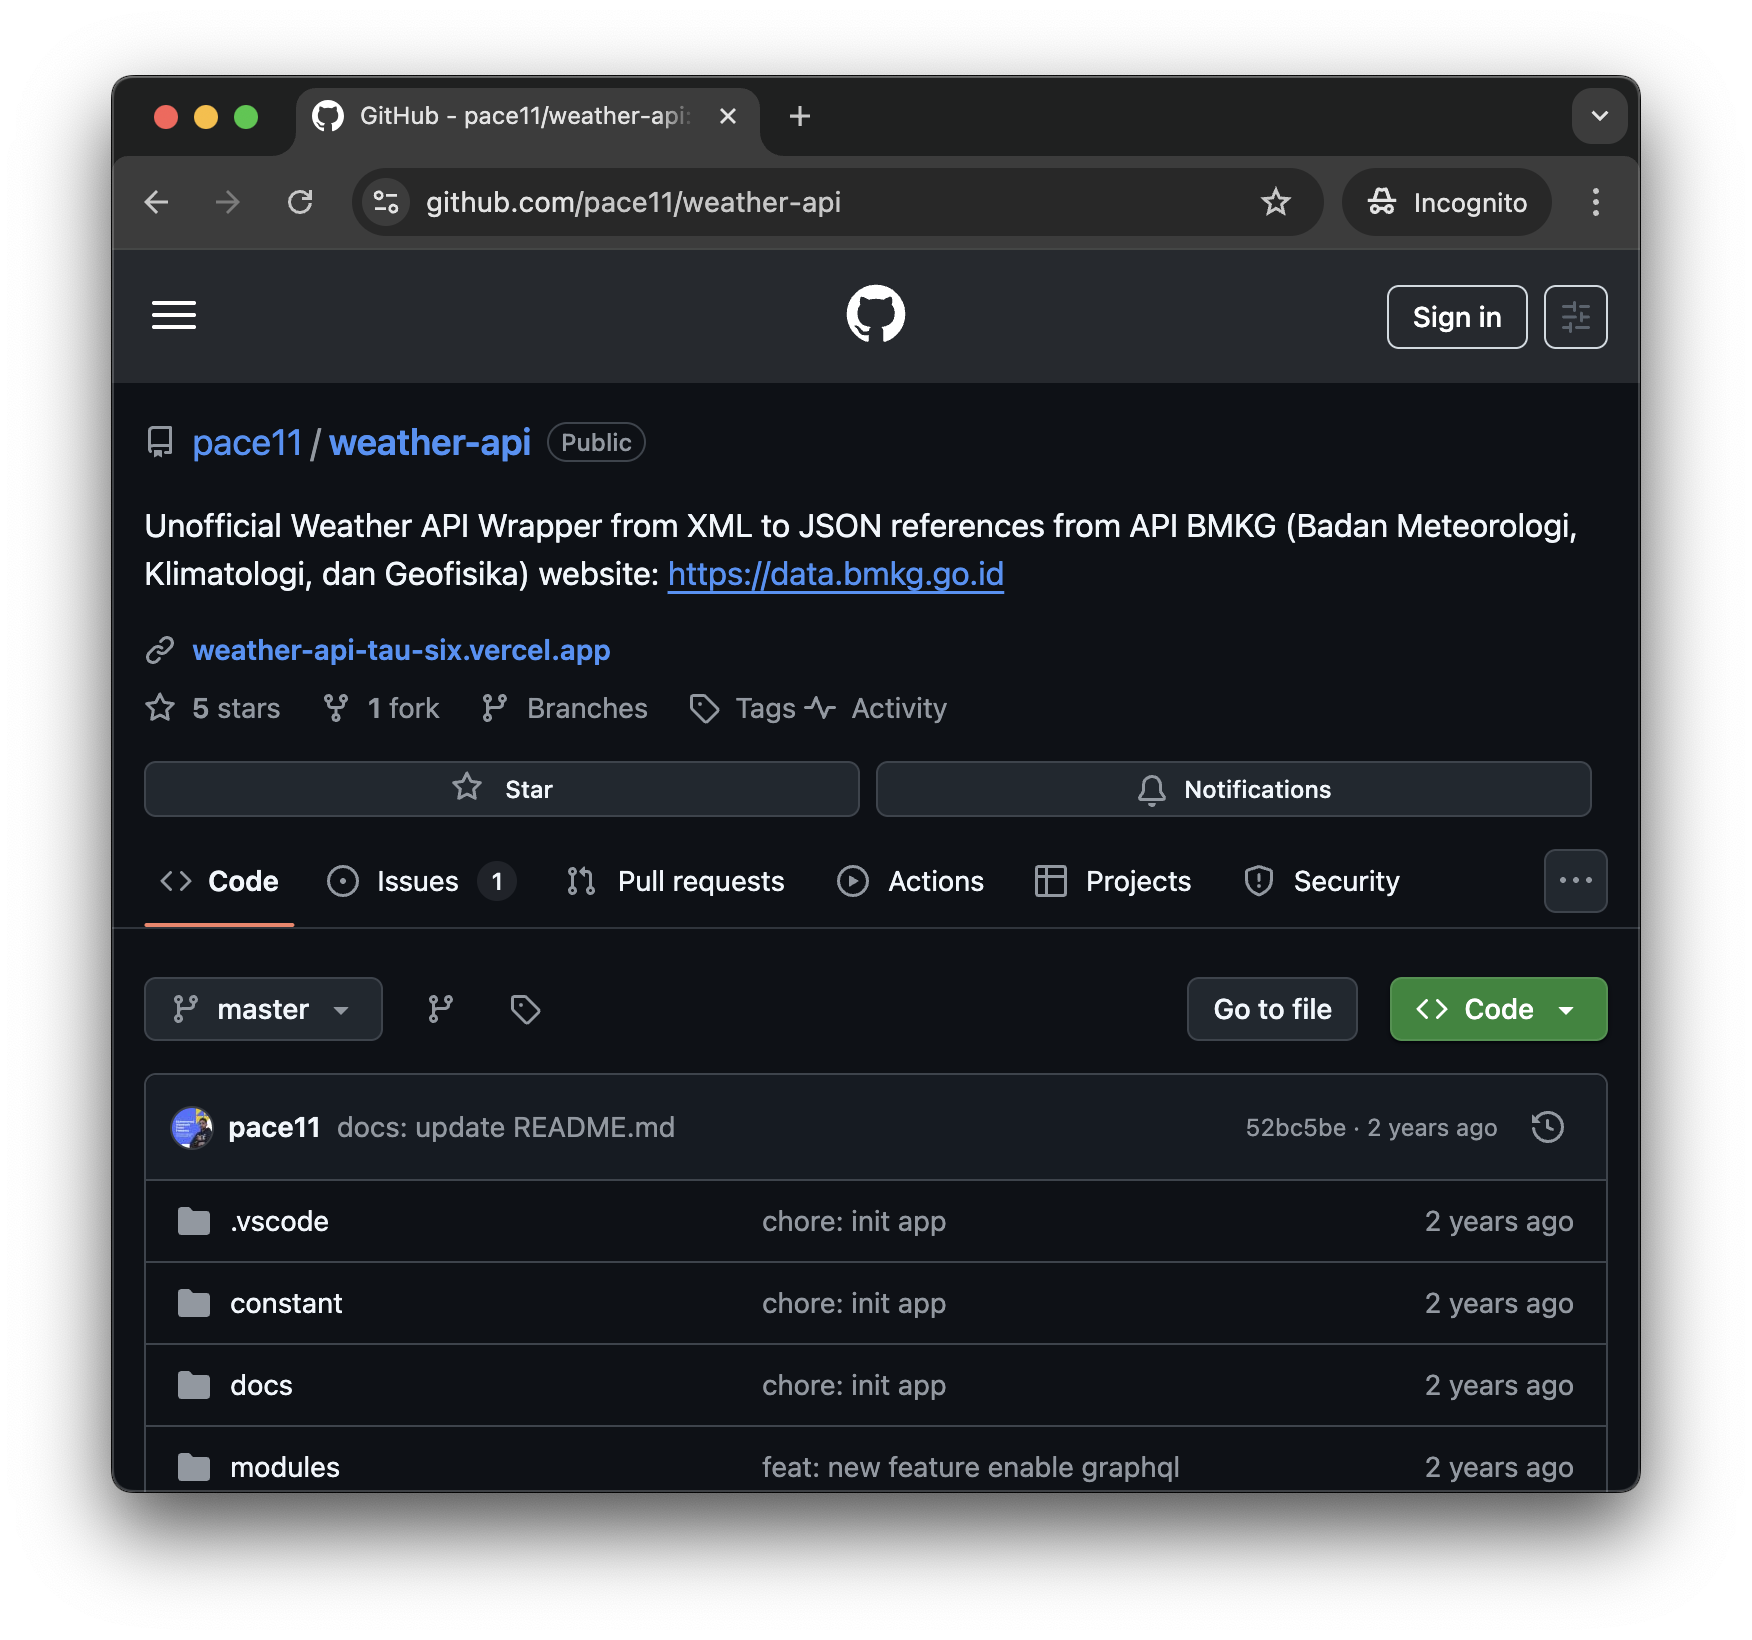 GitHub - pace11/weather-api:
github.com/pace11/weather-api
Incognito
Sign in
pace11 / weather-api Public
Unofficial Weather API Wrapper from XML to JSON references from API BMKG (Badan Meteorologi,
Klimatologi, dan Geofisika) website: https://data.bmkg.go.id
weather-api-tau-six.vercel.app
5 stars 1 fork Branches Tags Activity
Star Notifications
Code Issues 1 Pull requests Actions Projects Security
master Go to file Code
pace11 docs: update README.md 52bc5be · 2 years ago
.vscode chore: init app 2 years ago
constant chore: init app 2 years ago
docs chore: init app 2 years ago
modules feat: new feature enable graphql 2 years ago